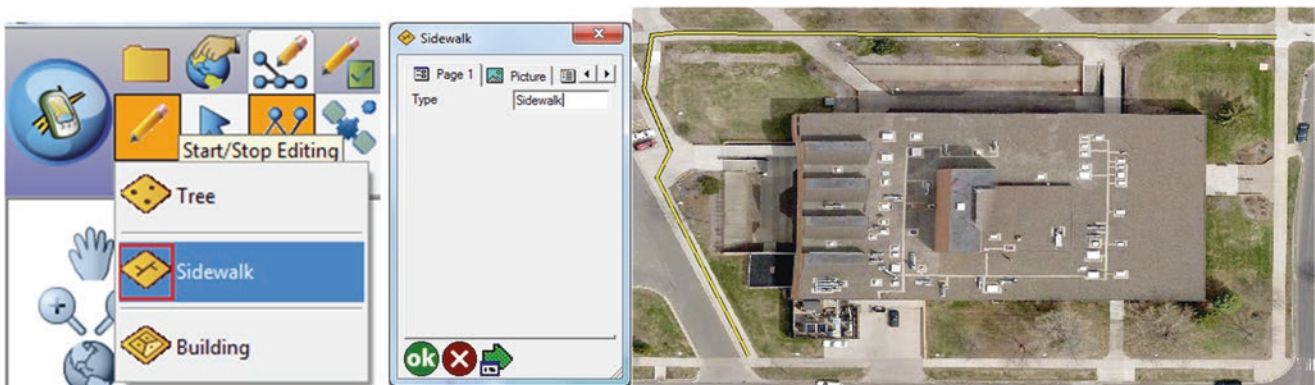 Start/Stop Editing
Tree
Sidewalk
Building
Sidewalk
Page 1
Picture
Type
Sidewalk
ok